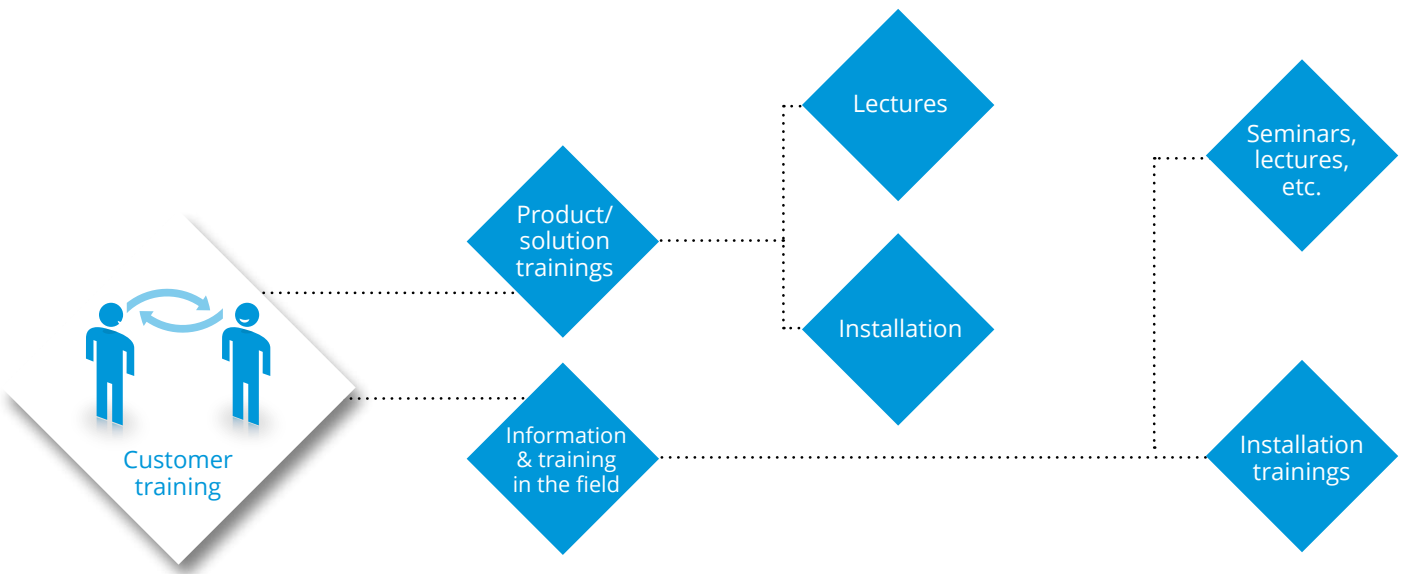 Customer
training
Product/
solution
trainings
Information
& training
in the field
Lectures
Installation
Seminars,
lectures,
etc.
Installation
trainings